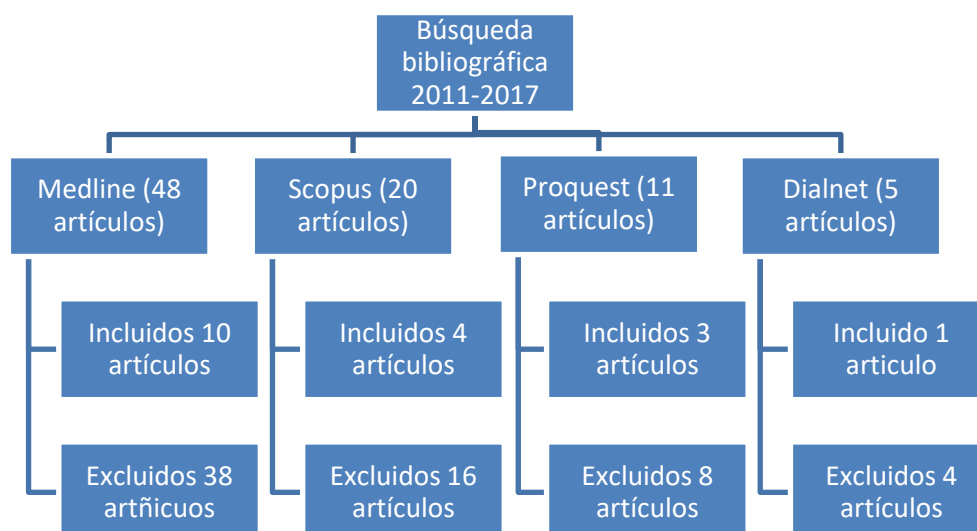 Búsqueda
bibliográfica
2011-2017
Medline (48
artículos)
Scopus (20
artículos)
Proquest (11
artículos)
Dialnet (5
artículos)
Incluidos 10
artículos
Incluidos 4
artículos
Incluidos 3
artículos
Incluido 1
articulo
Excluidos 38
artñicuos
Excluidos 16
artículos
Excluidos 8
artículos
Excluidos 4
artículos